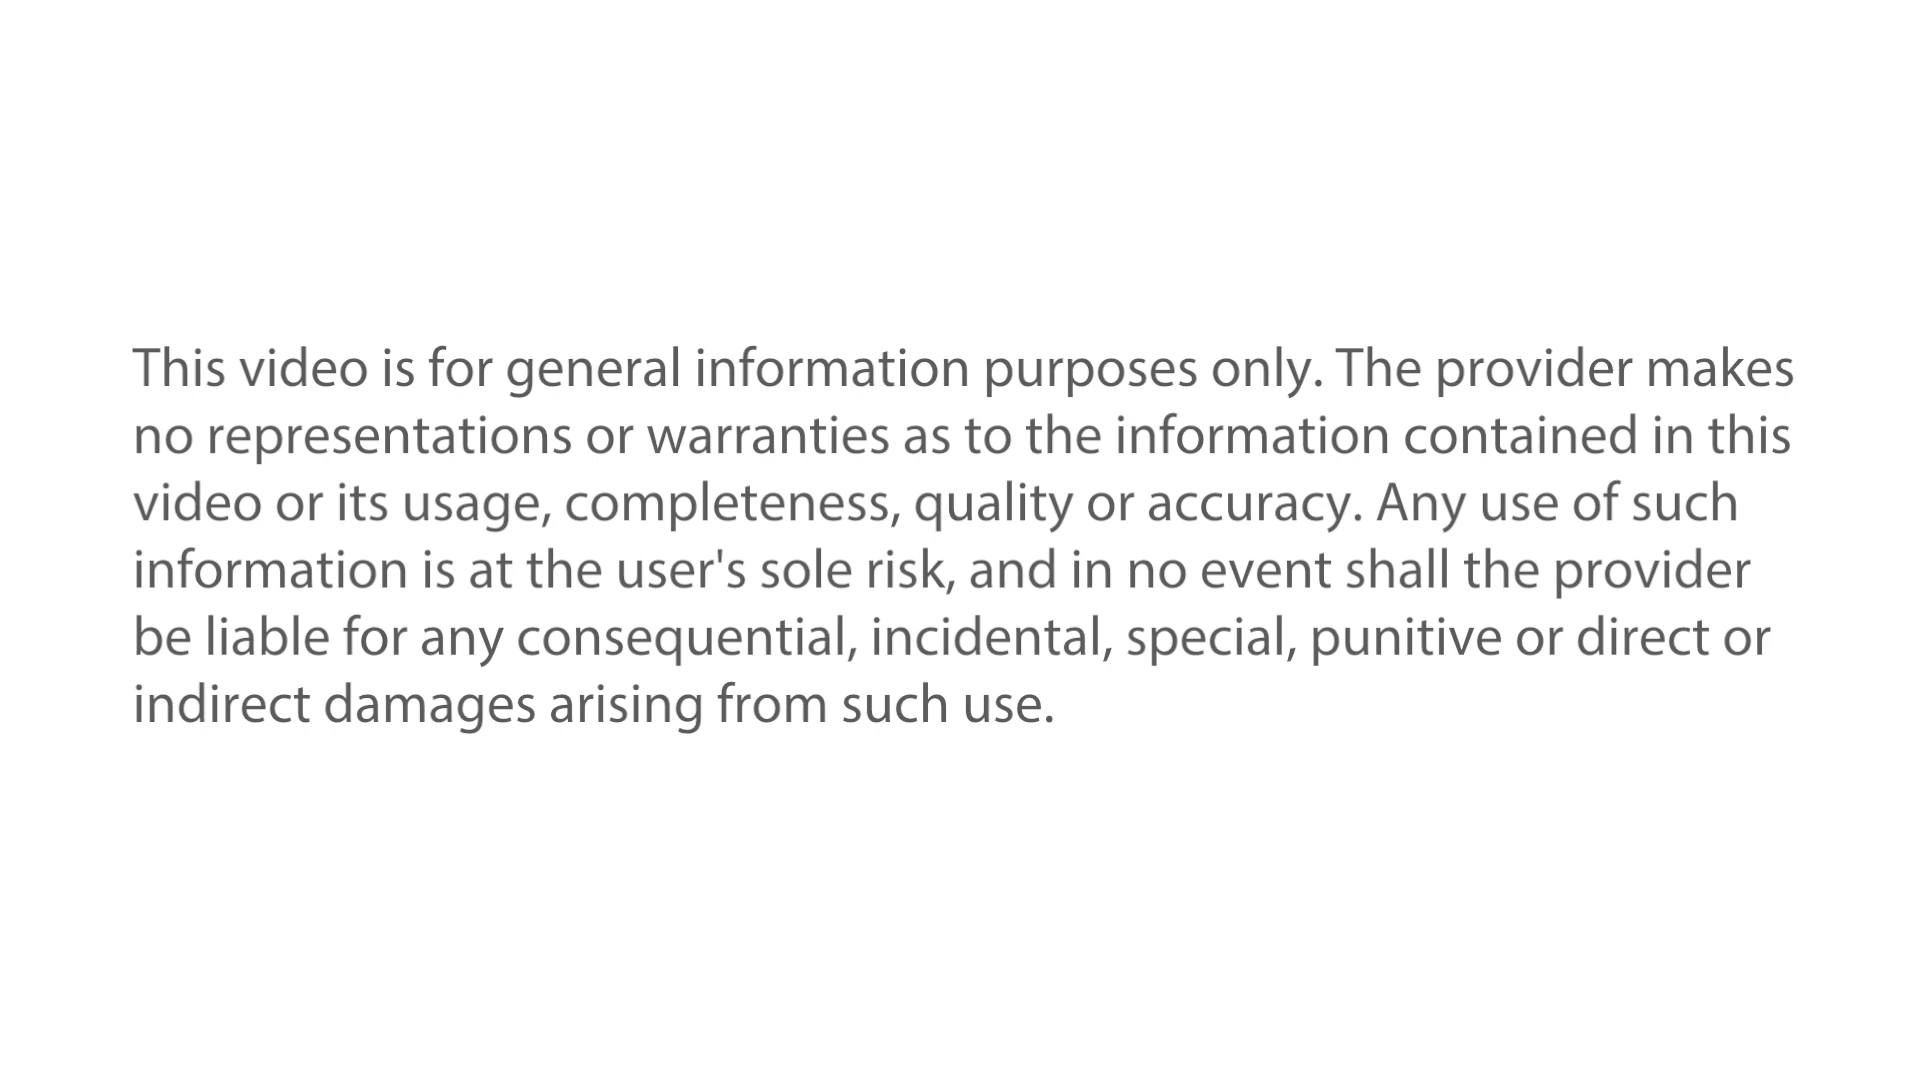 This video is for general information purposes only. The provider makes
no representations or warranties as to the information contained in this
video or its usage, completeness, quality or accuracy. Any use of such
information is at the user's sole risk, and in no event shall the provider
be liable for any consequential, incidental, special, punitive or direct or
indirect damages arising from such use.